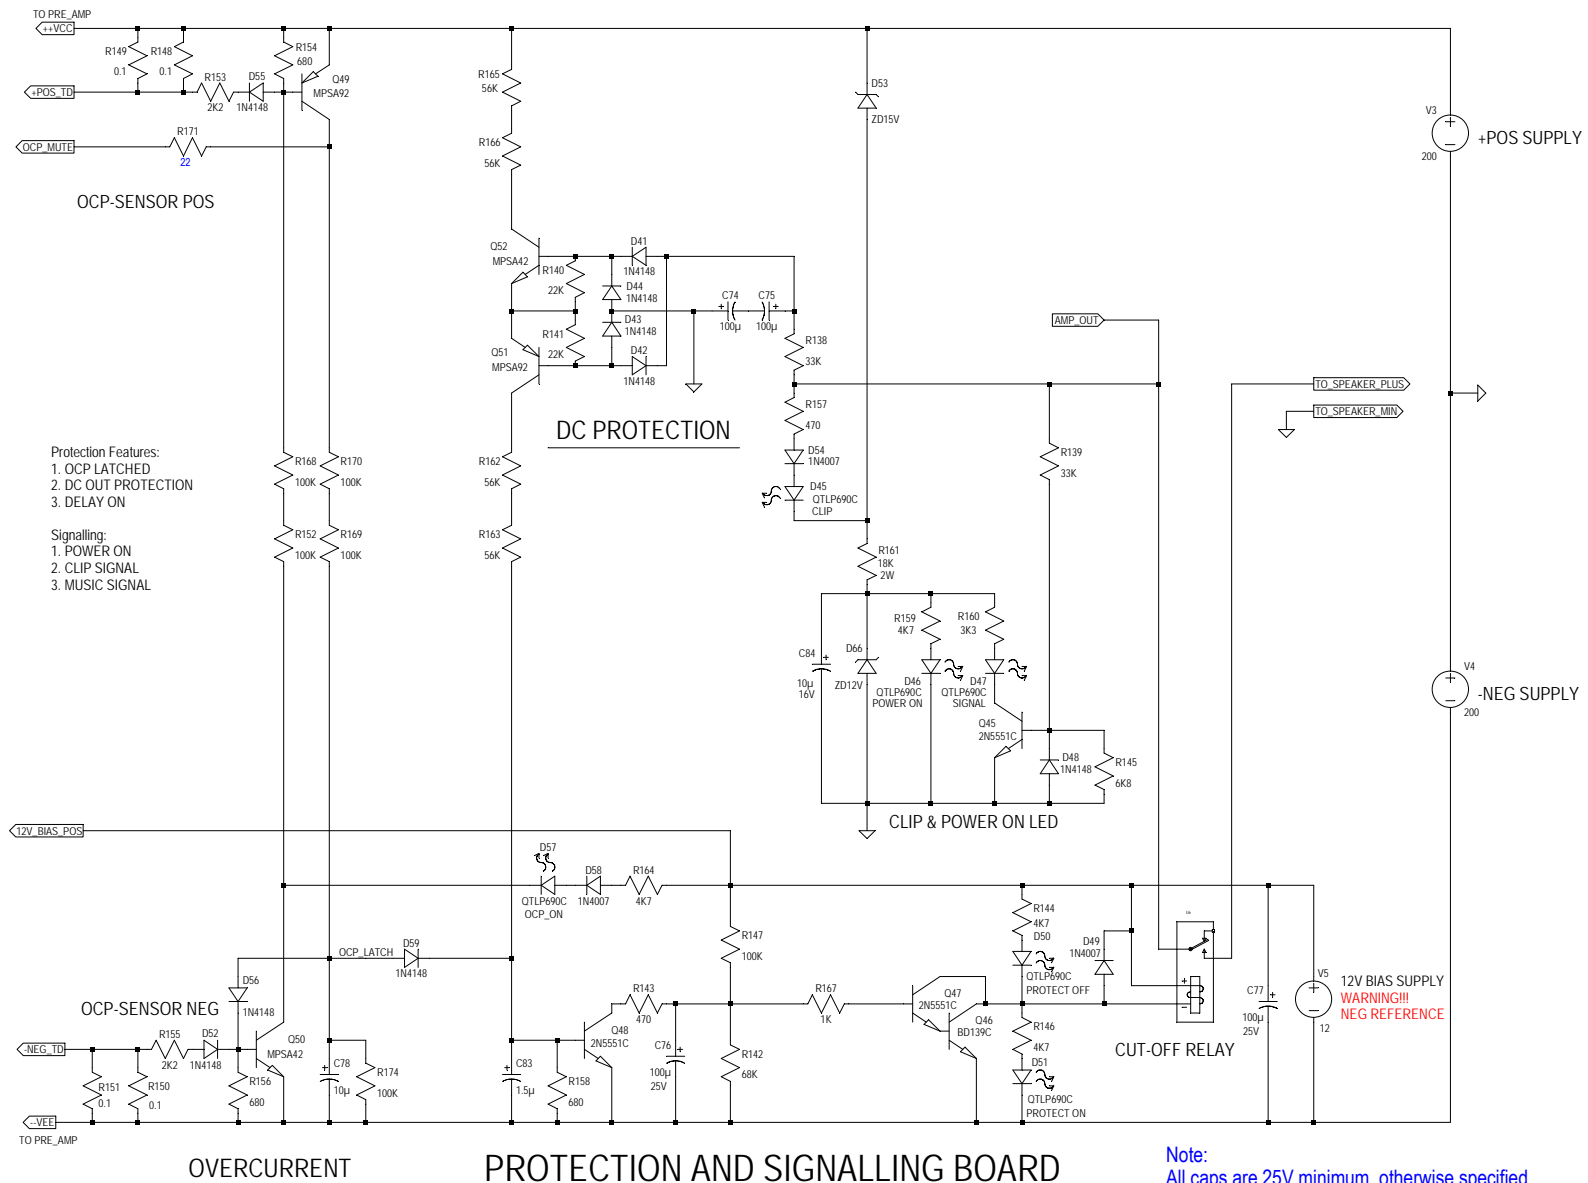 TO PRE_AMP
++VCC
R149
0.1
R148
0.1
R154
680
Q49
MPSA92
R153
2K2
D55
1N4148
+POS_TD
OCP_MUTE
R171
22
OCP-SENSOR POS
R165
56K
R166
56K
D53
ZD15V
V3
200
+POS SUPPLY
Q52
MPSA42
R140
22K
D41
1N4148
D44
1N4148
D43
1N4148
R141
22K
D42
1N4148
Q51
MPSA92
C74
100µ
C75
100µ
R138
33K
AMP_OUT
TO_SPEAKER_PLUS
TO_SPEAKER_MIN
DC PROTECTION
R157
470
D54
1N4007
D45
QTLP690C
CLIP
R139
33K
Protection Features:
1. OCP LATCHED
2. DC OUT PROTECTION
3. DELAY ON
Signalling:
1. POWER ON
2. CLIP SIGNAL
3. MUSIC SIGNAL
R168
100K
R170
100K
R152
100K
R169
100K
R162
56K
R163
56K
R161
18K
2W
R159
4K7
R160
3K3
C84
10µ
16V
D66
ZD12V
D46
QTLP690C
POWER ON
D47
QTLP690C
SIGNAL
Q45
2N5551C
D48
1N4148
R145
6K8
V4
200
-NEG SUPPLY
CLIP & POWER ON LED
12V_BIAS_POS
D57
QTLP690C
OCP_ON
D58
1N4007
R164
4K7
R147
100K
R144
4K7
D50
QTLP690C
PROTECT OFF
D49
1N4007
OCP_LATCH
D59
1N4148
D56
1N4148
OCP-SENSOR NEG
R143
470
R167
1K
Q47
2N5551C
Q46
BD139C
C77
100µ
25V
V5
12
12V BIAS SUPPLY
WARNING!!!
NEG REFERENCE
-NEG_TD
R155
2K2
D52
1N4148
Q50
MPSA42
Q48
2N5551C
R146
4K7
D51
QTLP690C
PROTECT ON
CUT-OFF RELAY
R151
0.1
R150
0.1
R156
680
C78
10µ
R174
100K
C83
1.5µ
R158
680
C76
100µ
25V
R142
68K
--VEE
TO PRE_AMP
OVERCURRENT
PROTECTION AND SIGNALLING BOARD
Note:
All caps are 25V minimum, otherwise specified